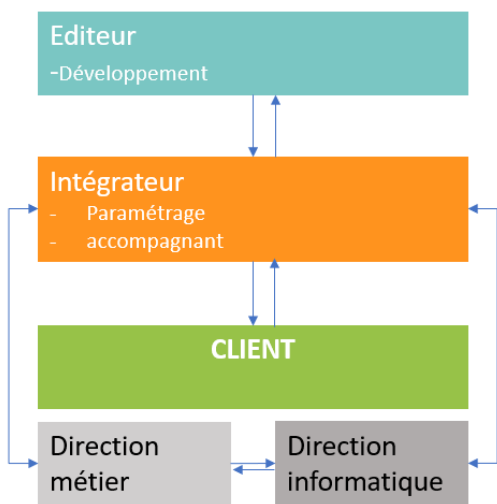 Editeur
-Développement
Intégrateur
- Paramétrage
- accompagnant
CLIENT
Direction
métier
Direction
informatique